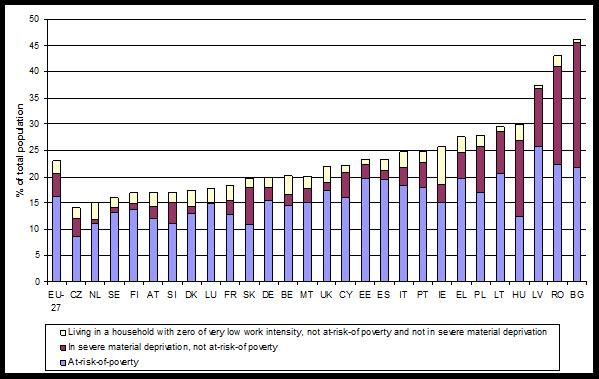 50
45
40
35
30
25
20
15
10
5
0
% of total population
EU-27 CZ NL SE FI AT SI DK LU FR SK DE BE MT UK CY EE ES IT PT IE EL PL LT HU LV RO BG
Living in a household with zero of very low work intensity, not at-risk-of poverty and not in severe material deprivation
In severe material deprivation, not at-risk-of poverty
At-risk-of-poverty